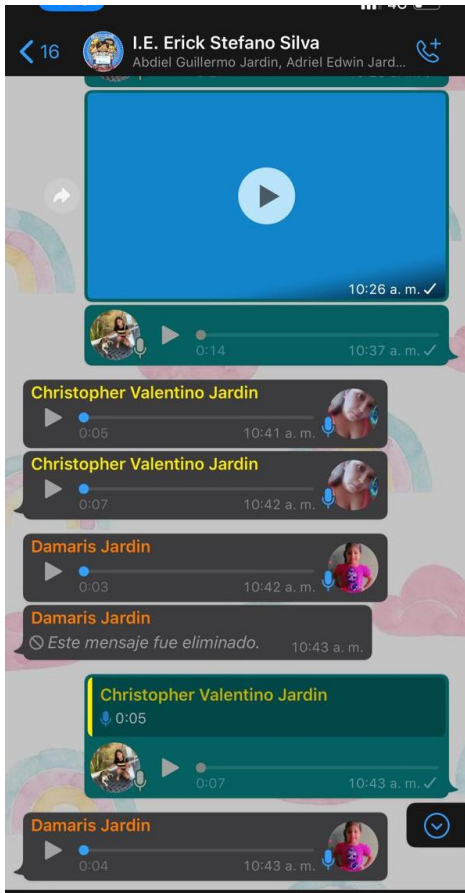 16
I.E. Erick Stefano Silva
Abdiel Guillermo Jardin, Adriel Edwin Jard...
10:26 a. m.
0:14 10:37 a. m.
Christopher Valentino Jardin
0:05 10:41 a. m.
Christopher Valentino Jardin
0:07 10:42 a. m.
Damaris Jardin
0:03 10:42 a. m.
Damaris Jardin
Este mensaje fue eliminado. 10:43 a. m.
Christopher Valentino Jardin
0:05
0:07 10:43 a. m.
Damaris Jardin
0:04 10:43 a. m.